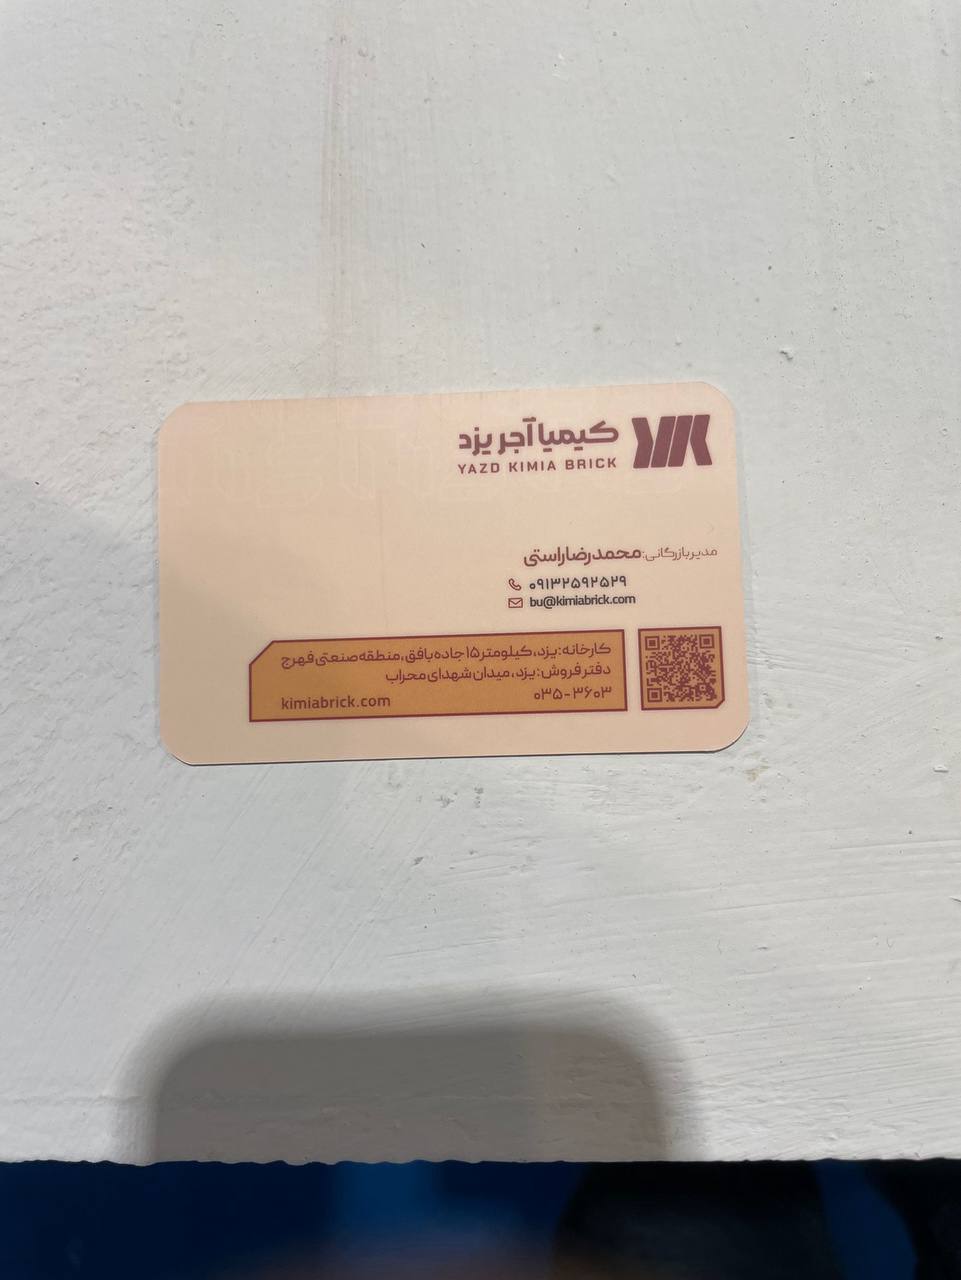 کیمیا آجر یزد
YAZD KIMIA BRICK
مدیر بازرگانی: محمدرضا راستی
۰۹۱۳۲۵۹۲۵۲۹
bu@kimiabrick.com
کارخانه: یزد، کیلومتر ۱۵ جاده بافق، منطقه صنعتی فهرج
دفتر فروش: یزد، میدان شهدای محراب
۰۳۵-۳۶۰۳
kimiabrick.com